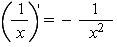 (1/x)' = − 1/x²